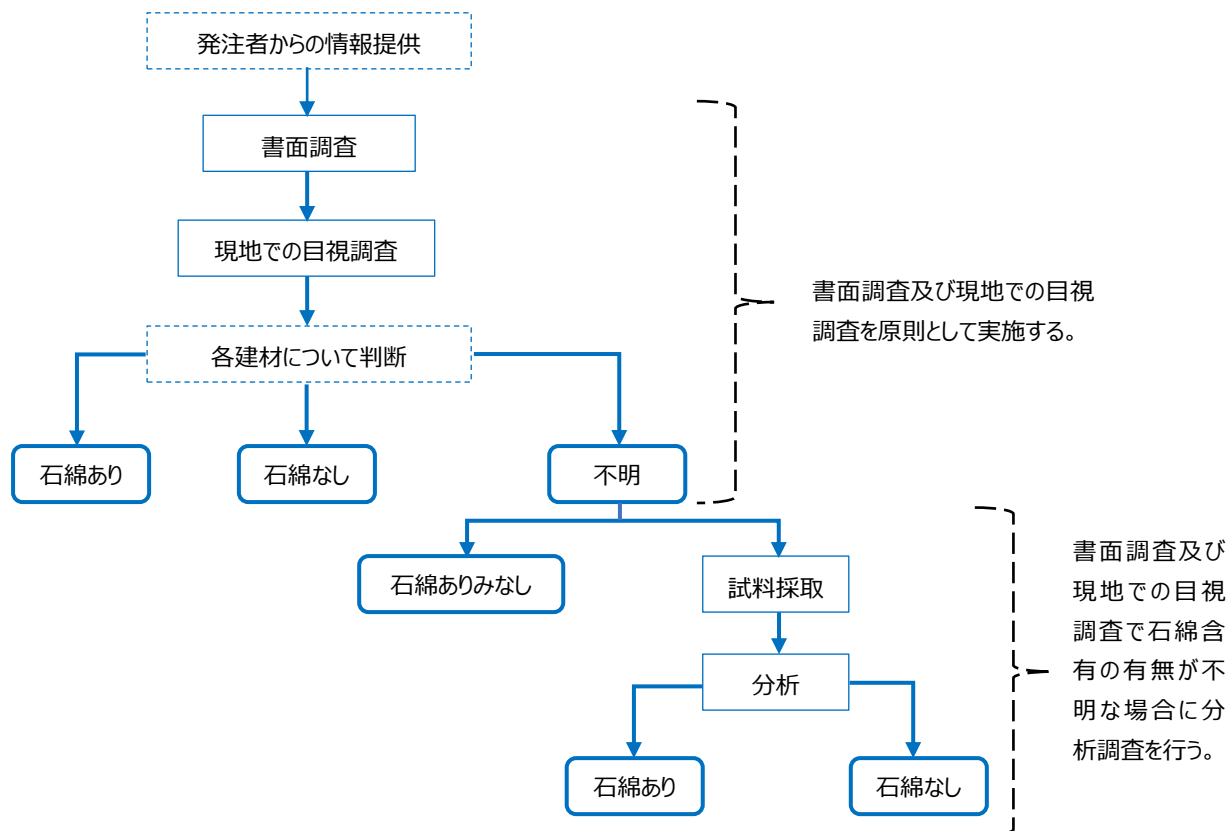 発注者からの情報提供
書面調査
現地での目視調査
書面調査及び現地での目視
調査を原則として実施する。
各建材について判断
石綿あり
石綿なし
不明
書面調査及び
現地での目視
調査で石綿含
有の有無が不
明な場合に分
析調査を行う。
石綿ありみなし
試料採取
分析
石綿あり
石綿なし